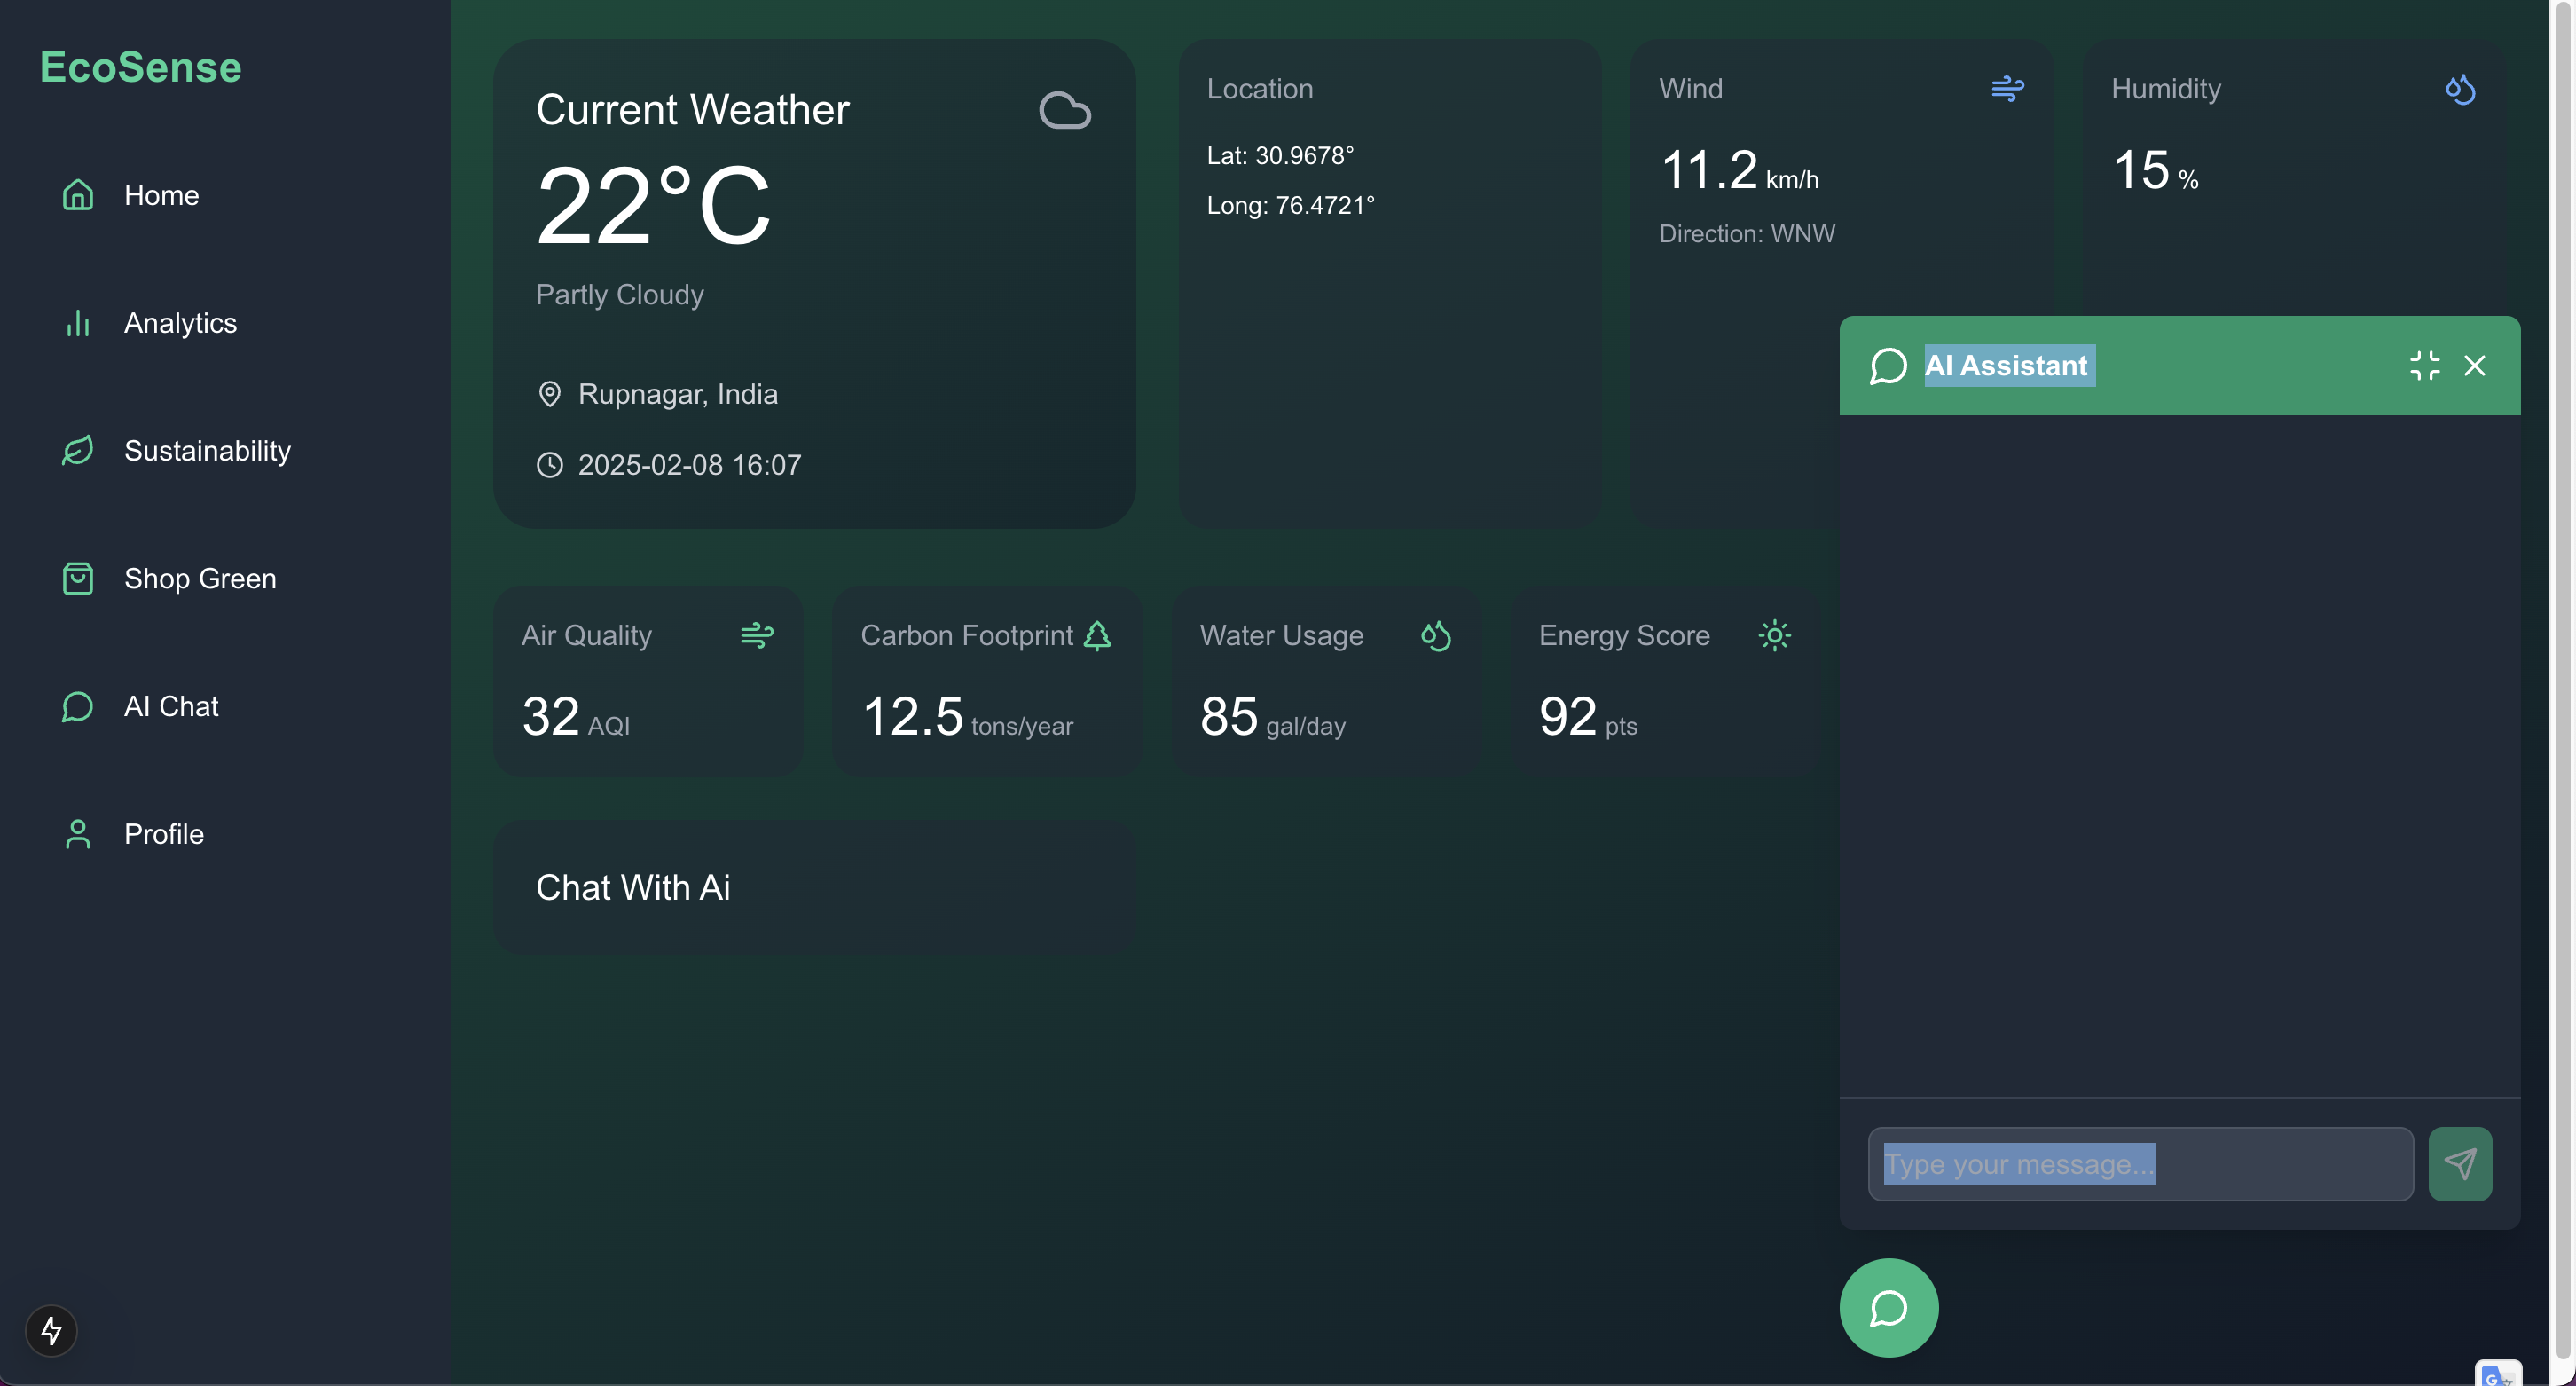 EcoSense
Home
Analytics
Sustainability
Shop Green
AI Chat
Profile
Current Weather
22°C
Partly Cloudy
Rupnagar, India
2025-02-08 16:07
Location
Lat: 30.9678°
Long: 76.4721°
Wind
11.2 km/h
Direction: WNW
Humidity
15 %
Air Quality
32 AQI
Carbon Footprint
12.5 tons/year
Water Usage
85 gal/day
Energy Score
92 pts
Chat With Ai
AI Assistant
Type your message...
G